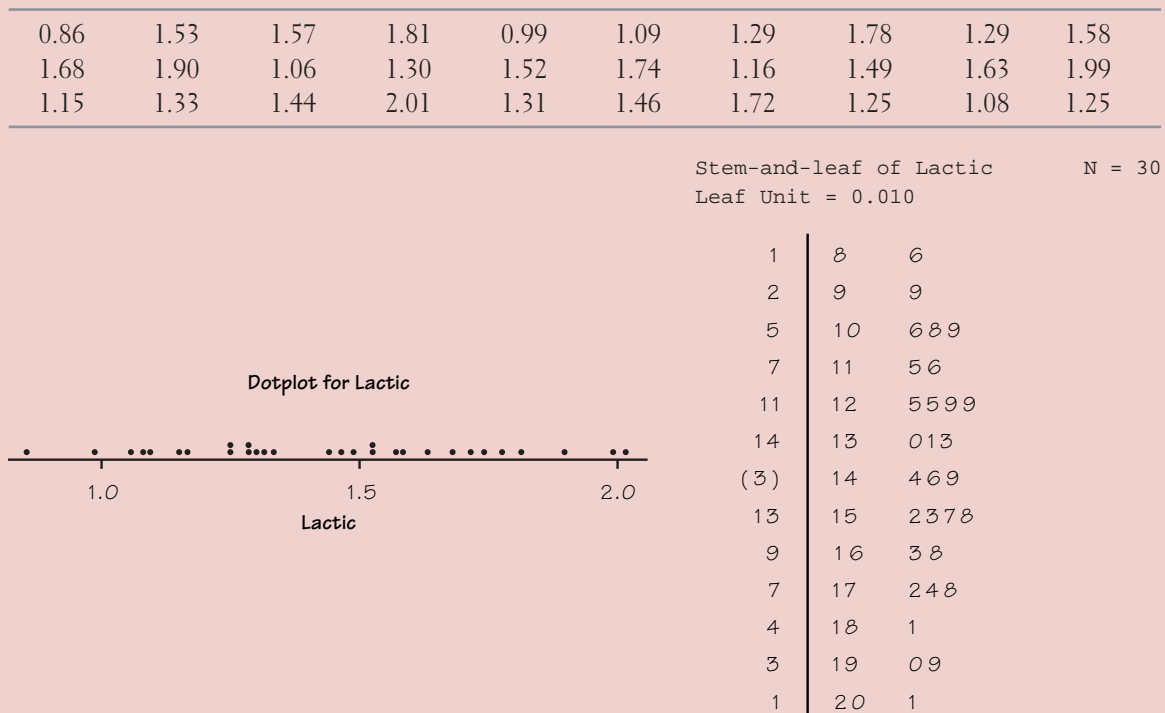 0.86 1.53 1.57 1.81 0.99 1.09 1.29 1.78 1.29 1.58
1.68 1.90 1.06 1.30 1.52 1.74 1.16 1.49 1.63 1.99
1.15 1.33 1.44 2.01 1.31 1.46 1.72 1.25 1.08 1.25
Stem-and-leaf of Lactic N = 30
Leaf Unit = 0.010
1 8 6
2 9 9
5 10 689
7 11 56
11 12 5599
14 13 013
(3) 14 469
13 15 2378
9 16 38
7 17 248
4 18 1
3 19 09
1 20 1
Dotplot for Lactic
1.0 1.5 2.0
Lactic